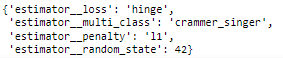 {'estimator__loss': 'hinge',
 'estimator__multi_class': 'crammer_singer',
 'estimator__penalty': 'l1',
 'estimator__random_state': 42}